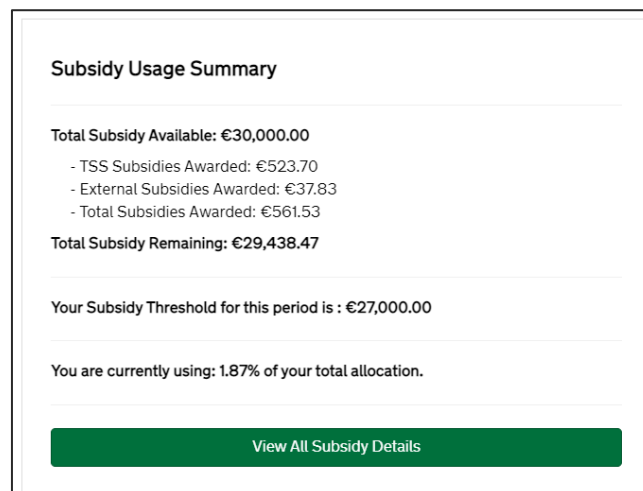 Subsidy Usage Summary
Total Subsidy Available: €30,000.00
- TSS Subsidies Awarded: €523.70
- External Subsidies Awarded: €37.83
- Total Subsidies Awarded: €561.53
Total Subsidy Remaining: €29,438.47
Your Subsidy Threshold for this period is : €27,000.00
You are currently using: 1.87% of your total allocation.
View All Subsidy Details